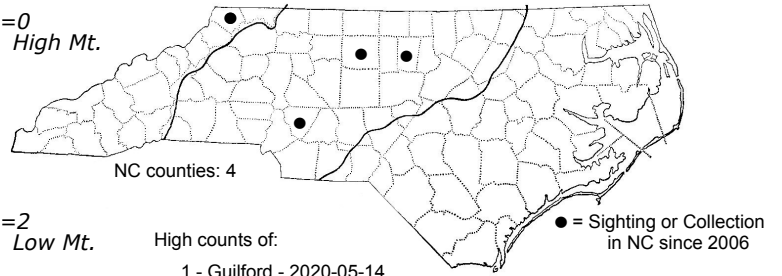 =0
High Mt.
NC counties: 4
=2
Low Mt.
High counts of:
1 - Guilford - 2020-05-14
● = Sighting or Collection
in NC since 2006